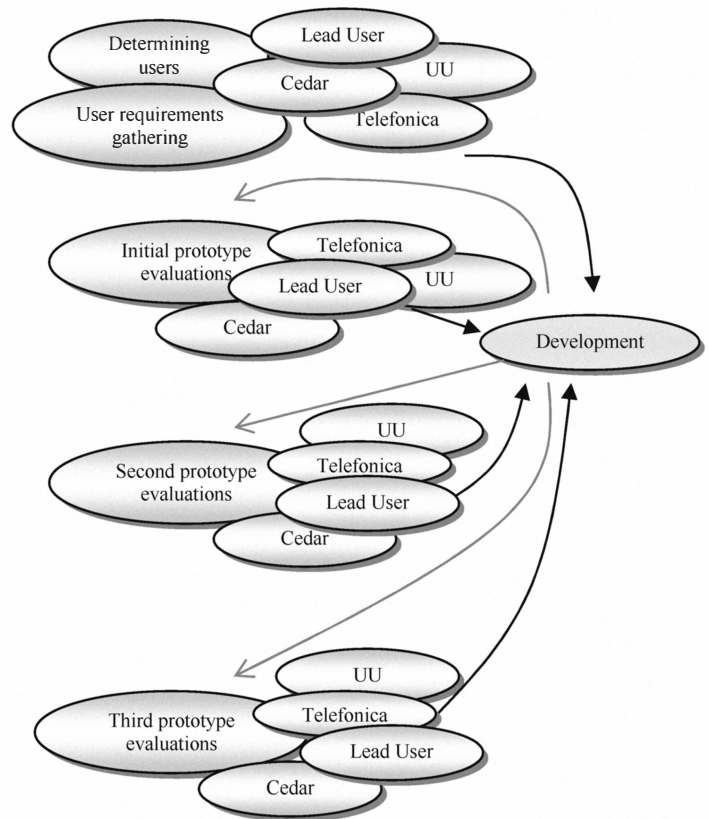 Lead User
Determining
users
UU
Cedar
User requirements
gathering
Telefonica
Telefonica
Initial prototype
evaluations
UU
Lead User
Cedar
Development
UU
Telefonica
Second prototype
evaluations
Lead User
Cedar
UU
Third prototype
evaluations
Telefonica
Lead User
Cedar